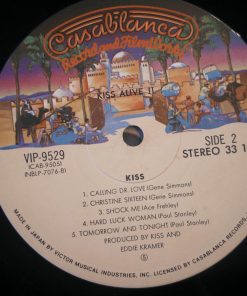 Casablanca
Record and FilmWorks
KISS ALIVE II
VIP-9529
(CAB-9505)
(NBLP-7076-B)
SIDE 2
STEREO 33 1
KISS
1. CALLING DR. LOVE (Gene Simmons)
2. CHRISTINE SIXTEEN (Gene Simmons)
3. SHOCK ME (Ace Frehley)
4. HARD LUCK WOMAN (Paul Stanley)
5. TOMORROW AND TONIGHT (Paul Stanley)
PRODUCED BY KISS AND
EDDIE KRAMER
MADE IN JAPAN BY VICTOR MUSICAL INDUSTRIES, INC. LICENSED BY CASABLANCA RECORDS